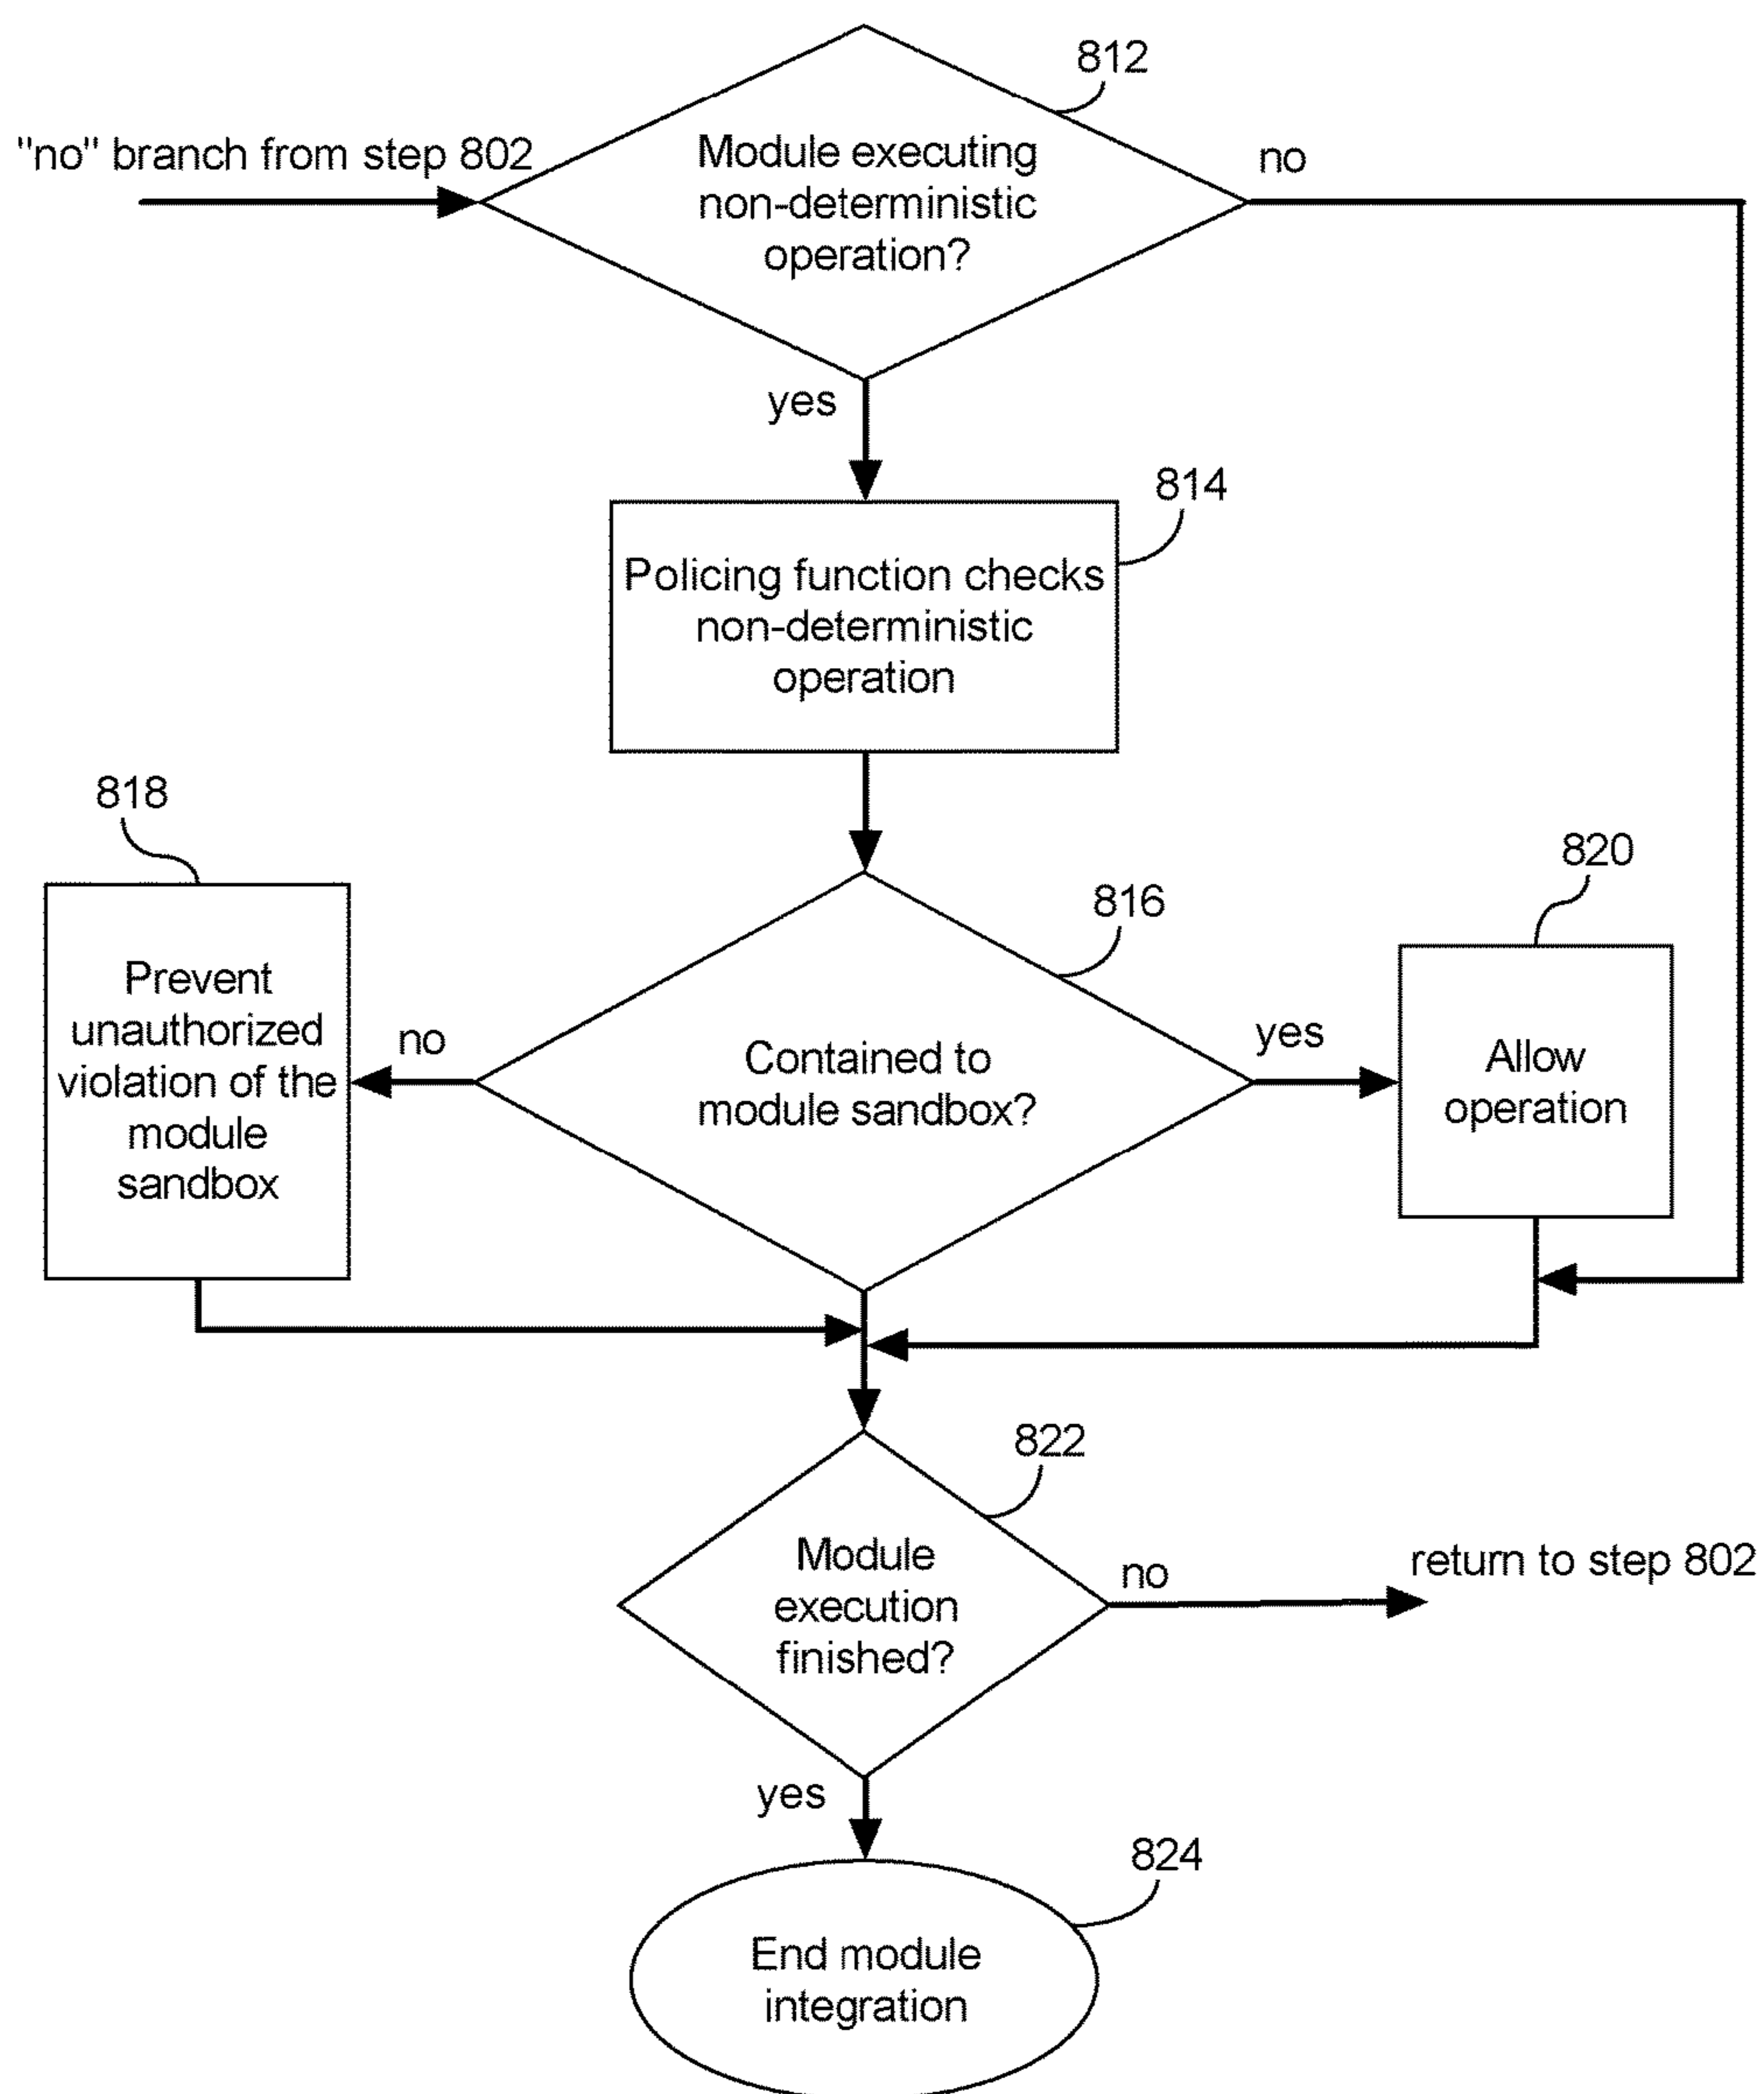 812
"no" branch from step 802
Module executing
non-deterministic
operation?
no
yes
814
Policing function checks
non-deterministic
operation
818
820
816
Prevent
unauthorized
violation of the
module
sandbox
no
Contained to
module sandbox?
yes
Allow
operation
822
Module
execution
finished?
no
return to step 802
yes
824
End module
integration